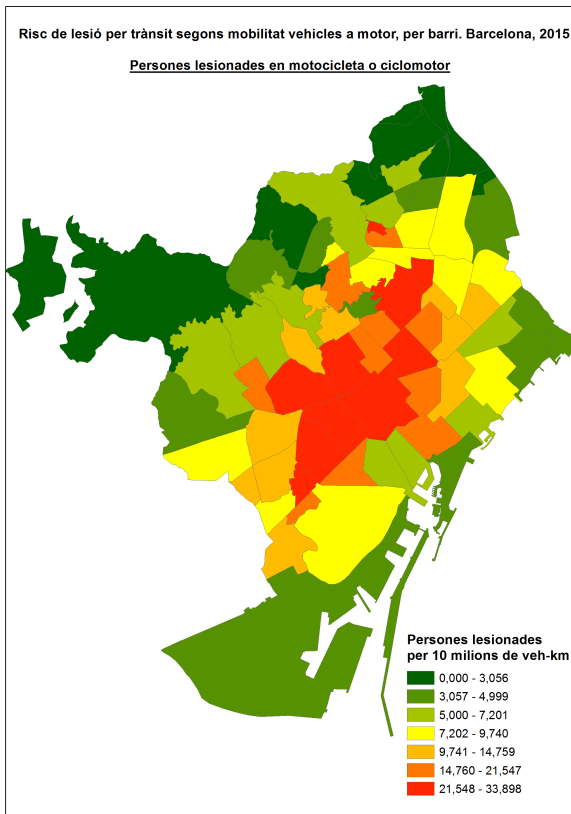 Risc de lesió per trànsit segons mobilitat vehicles a motor, per barri. Barcelona, 2015
Persones lesionades en motocicleta o ciclomotor
Persones lesionades
per 10 milions de veh-km
0,000 - 3,056
3,057 - 4,999
5,000 - 7,201
7,202 - 9,740
9,741 - 14,759
14,760 - 21,547
21,548 - 33,898